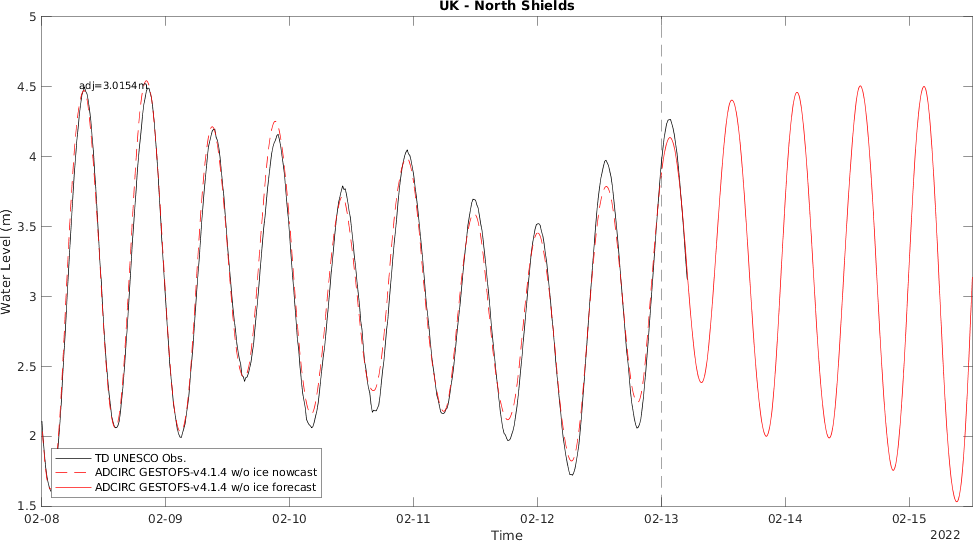 UK - North Shields
5
4.5
4
3.5
3
2.5
2
1.5
Water Level (m)
adj=3.0154m
TD UNESCO Obs.
ADCIRC GESTOFS-v4.1.4 w/o ice nowcast
ADCIRC GESTOFS-v4.1.4 w/o ice forecast
02-08 02-09 02-10 02-11 02-12 02-13 02-14 02-15
Time
2022